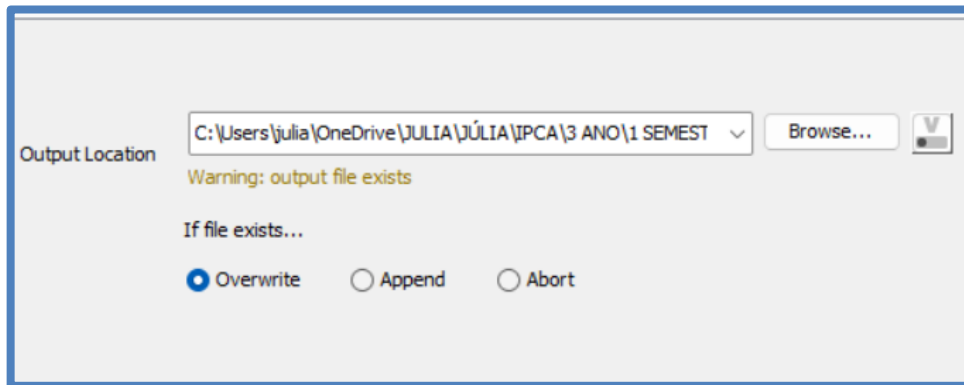 C:\Users\julia\OneDrive\JULIA\JÚLIA\IPCA\3 ANO\1 SEMEST
Browse...
V
Output Location
Warning: output file exists
If file exists...
Overwrite
Append
Abort